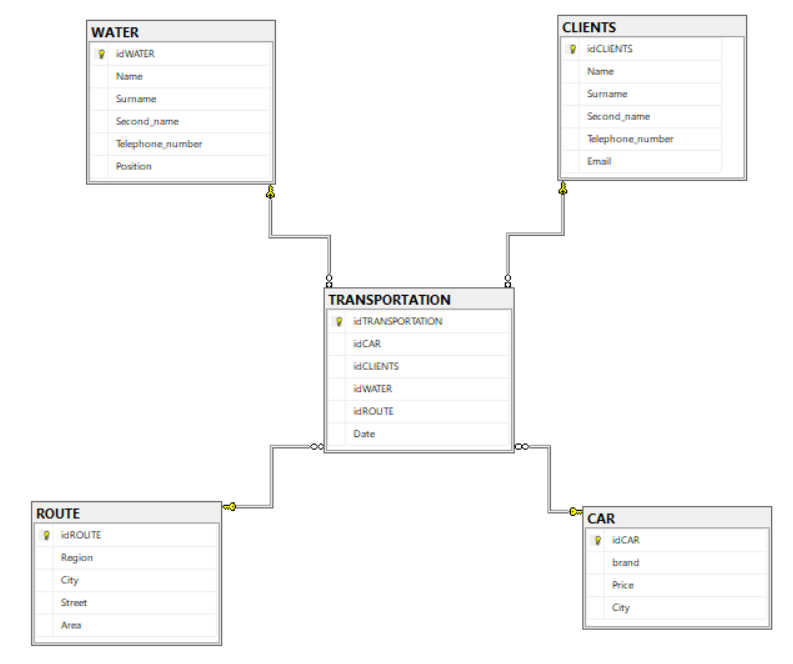 WATER
idWATER
Name
Surname
Second_name
Telephone_number
Position
CLIENTS
idCLIENTS
Name
Surname
Second_name
Telephone_number
Email
TRANSPORTATION
idTRANSPORTATION
idCAR
idCLIENTS
idWATER
idROUTE
Date
ROUTE
idROUTE
Region
City
Street
Area
CAR
idCAR
brand
Price
City